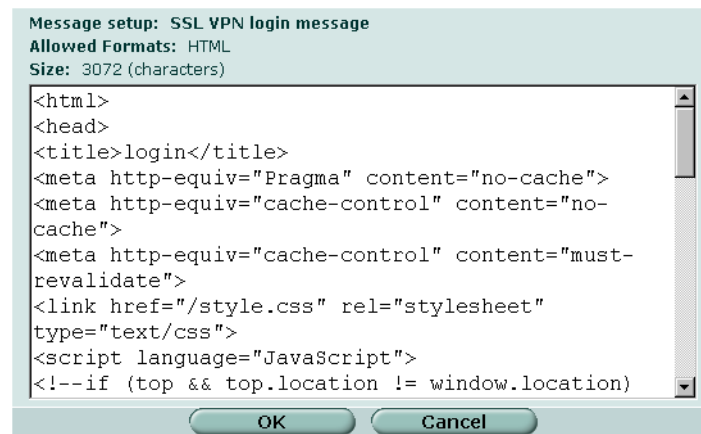 Message setup: SSL VPN login message
Allowed Formats: HTML
Size: 3072 (characters)
<html>
<head>
<title>login</title>
<meta http-equiv="Pragma" content="no-cache">
<meta http-equiv="cache-control" content="no-
cache">
<meta http-equiv="cache-control" content="must-
revalidate">
<link href="/style.css" rel="stylesheet"
type="text/css">
<script language="JavaScript">
<!--if (top && top.location != window.location)
OK Cancel